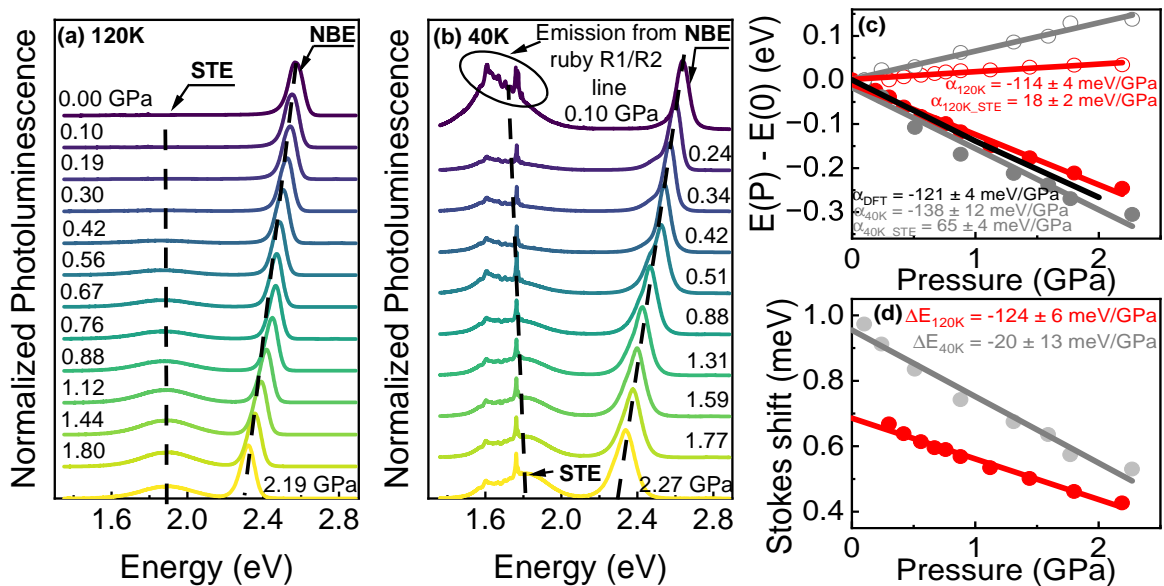 (a) 120K
NBE
STE
0.00 GPa
0.10
0.19
0.30
0.42
0.56
0.67
0.76
0.88
1.12
1.44
1.80
2.19 GPa
1.6 2.0 2.4 2.8
Energy (eV)
Normalized Photoluminescence
(b) 40K
Emission from
ruby R1/R2
line
NBE
0.10 GPa
0.24
0.34
0.42
0.51
0.88
1.31
1.59
1.77
STE
2.27 GPa
1.6 2.0 2.4 2.8
Energy (eV)
Normalized Photoluminescence
(c)
α120K = -114 ± 4 meV/GPa
α120K_STE = 18 ± 2 meV/GPa
αDFT = -121 ± 4 meV/GPa
α40K = -138 ± 12 meV/GPa
α40K_STE = 65 ± 4 meV/GPa
0.1
0.0
−0.1
−0.2
−0.3
E(P) - E(0) (eV)
0 1 2
Pressure (GPa)
(d)
ΔE120K = -124 ± 6 meV/GPa
ΔE40K = -20 ± 13 meV/GPa
1.0
0.8
0.6
0.4
Stokes shift (meV)
0 1 2
Pressure (GPa)